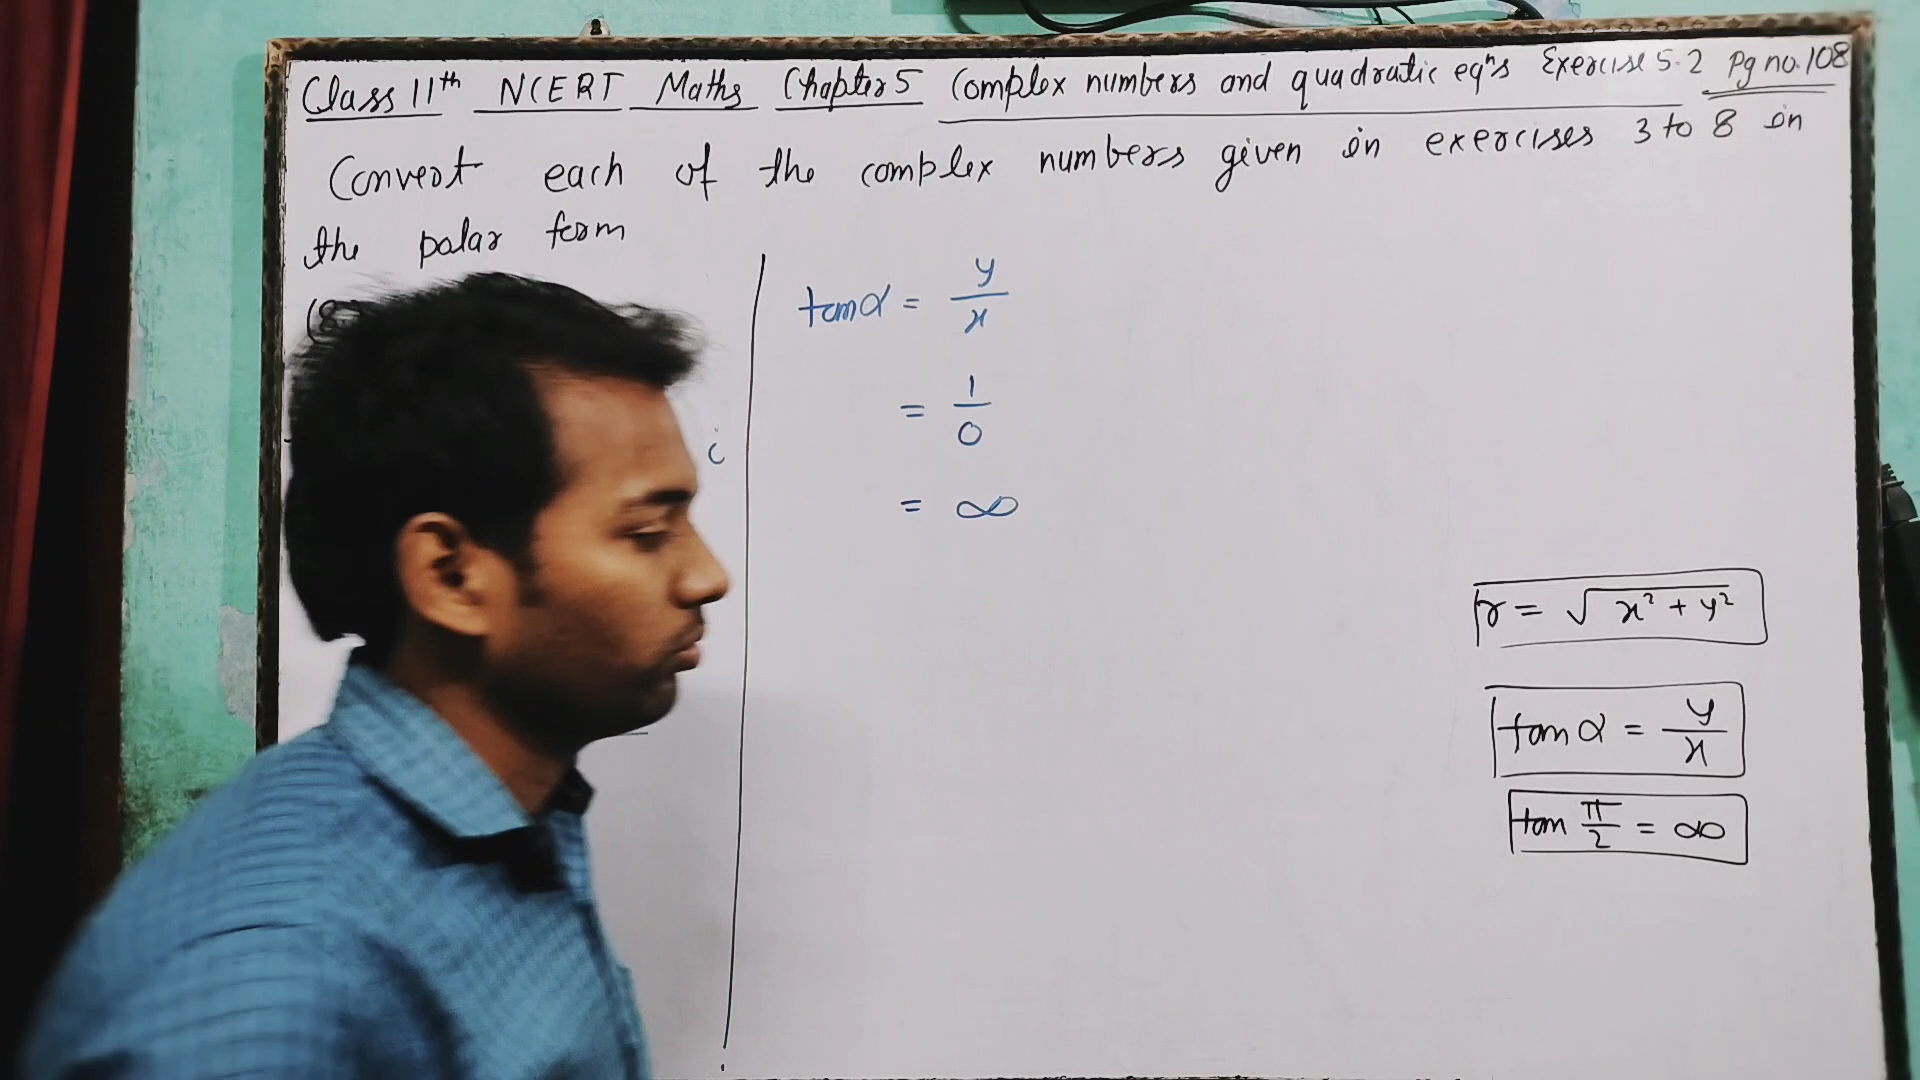 Class 11th NCERT Maths Chapter 5 Complex numbers and quadratic eqns Exercise 5.2 Pg no. 108
Convert each of the complex numbers given in exercises 3 to 8 in
the polar form
(8
i
tan α = y/x
= 1/0
= ∞
r = √x² + y²
tan α = y/x
tan π/2 = ∞